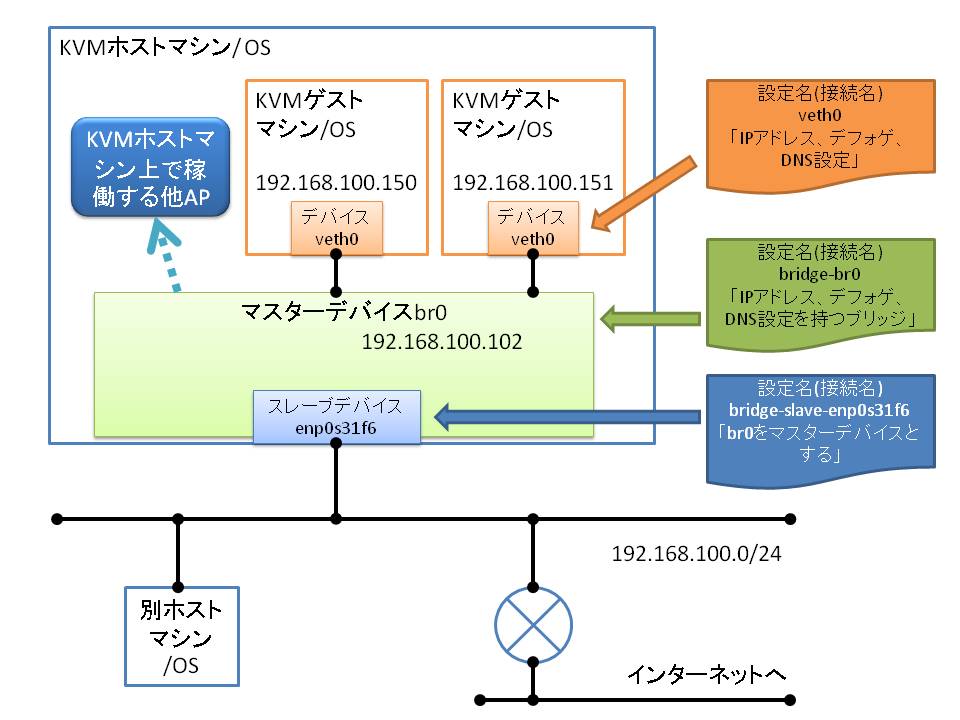 KVMホストマシン/OS
KVMゲスト
マシン/OS
192.168.100.150
デバイス
veth0
KVMゲスト
マシン/OS
192.168.100.151
デバイス
veth0
KVMホストマ
シン上で稼
働する他AP
マスターデバイスbr0
192.168.100.102
スレーブデバイス
enp0s31f6
設定名(接続名)
veth0
「IPアドレス、デフォゲ、
DNS設定」
設定名(接続名)
bridge-br0
「IPアドレス、デフォゲ、
DNS設定を持つブリッジ」
設定名(接続名)
bridge-slave-enp0s31f6
「br0をマスターデバイスと
する」
192.168.100.0/24
別ホスト
マシン
/OS
インターネットへ